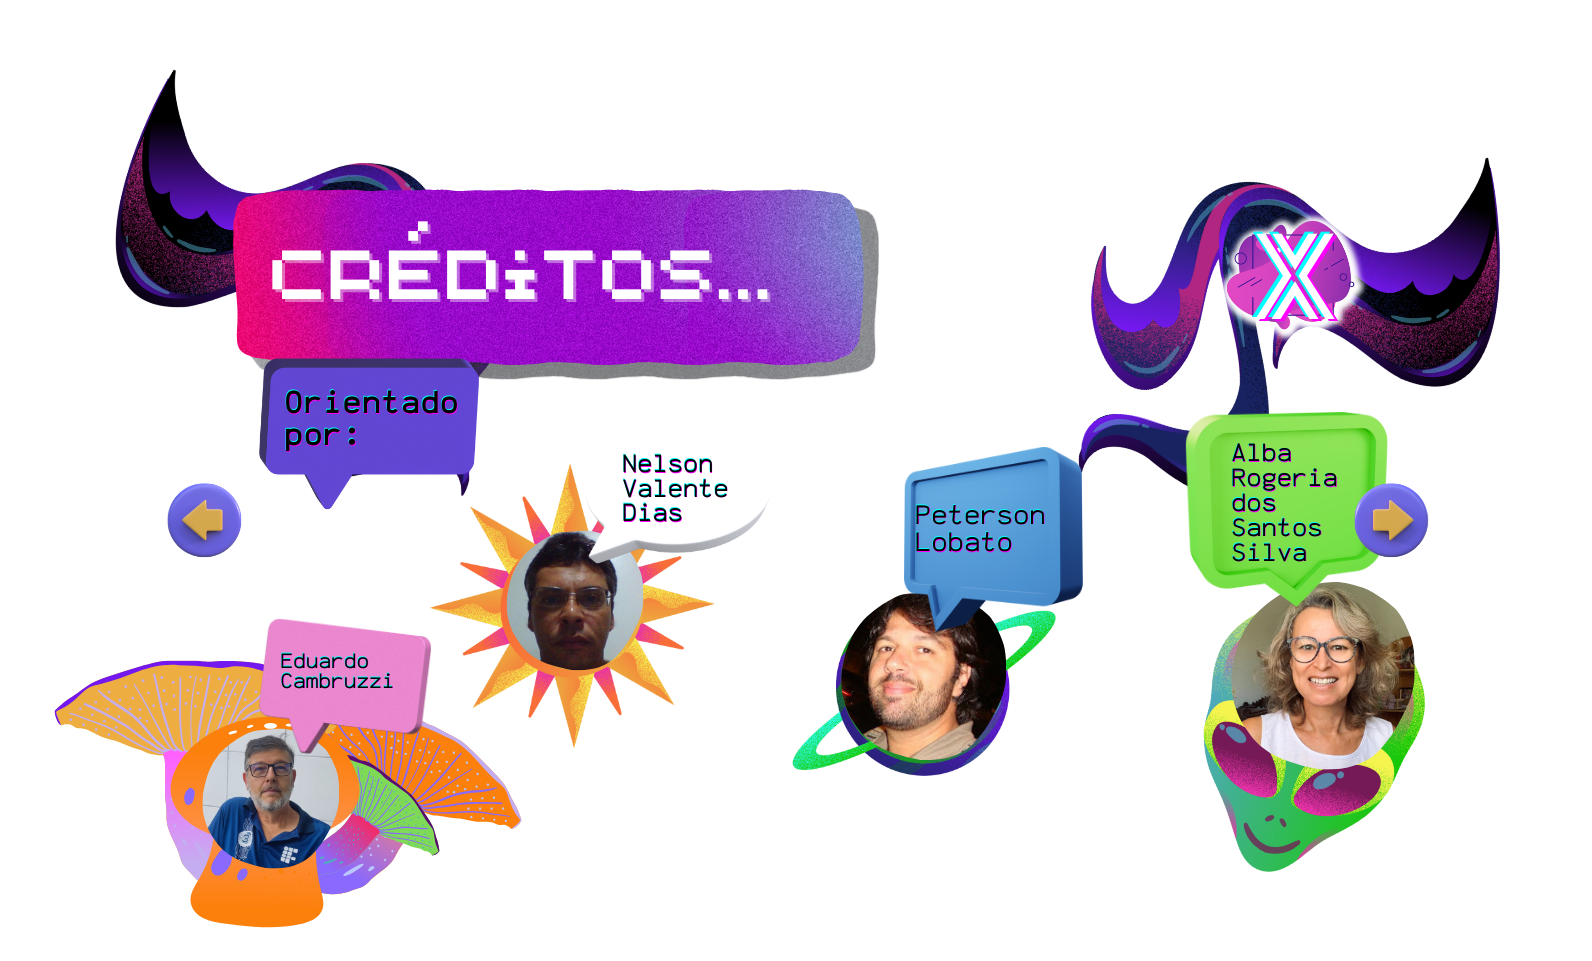 CRÉDiTOS...
Orientado
por:
Nelson
Valente
Dias
Peterson
Lobato
Alba
Rogeria
dos
Santos
Silva
Eduardo
Cambruzzi
X